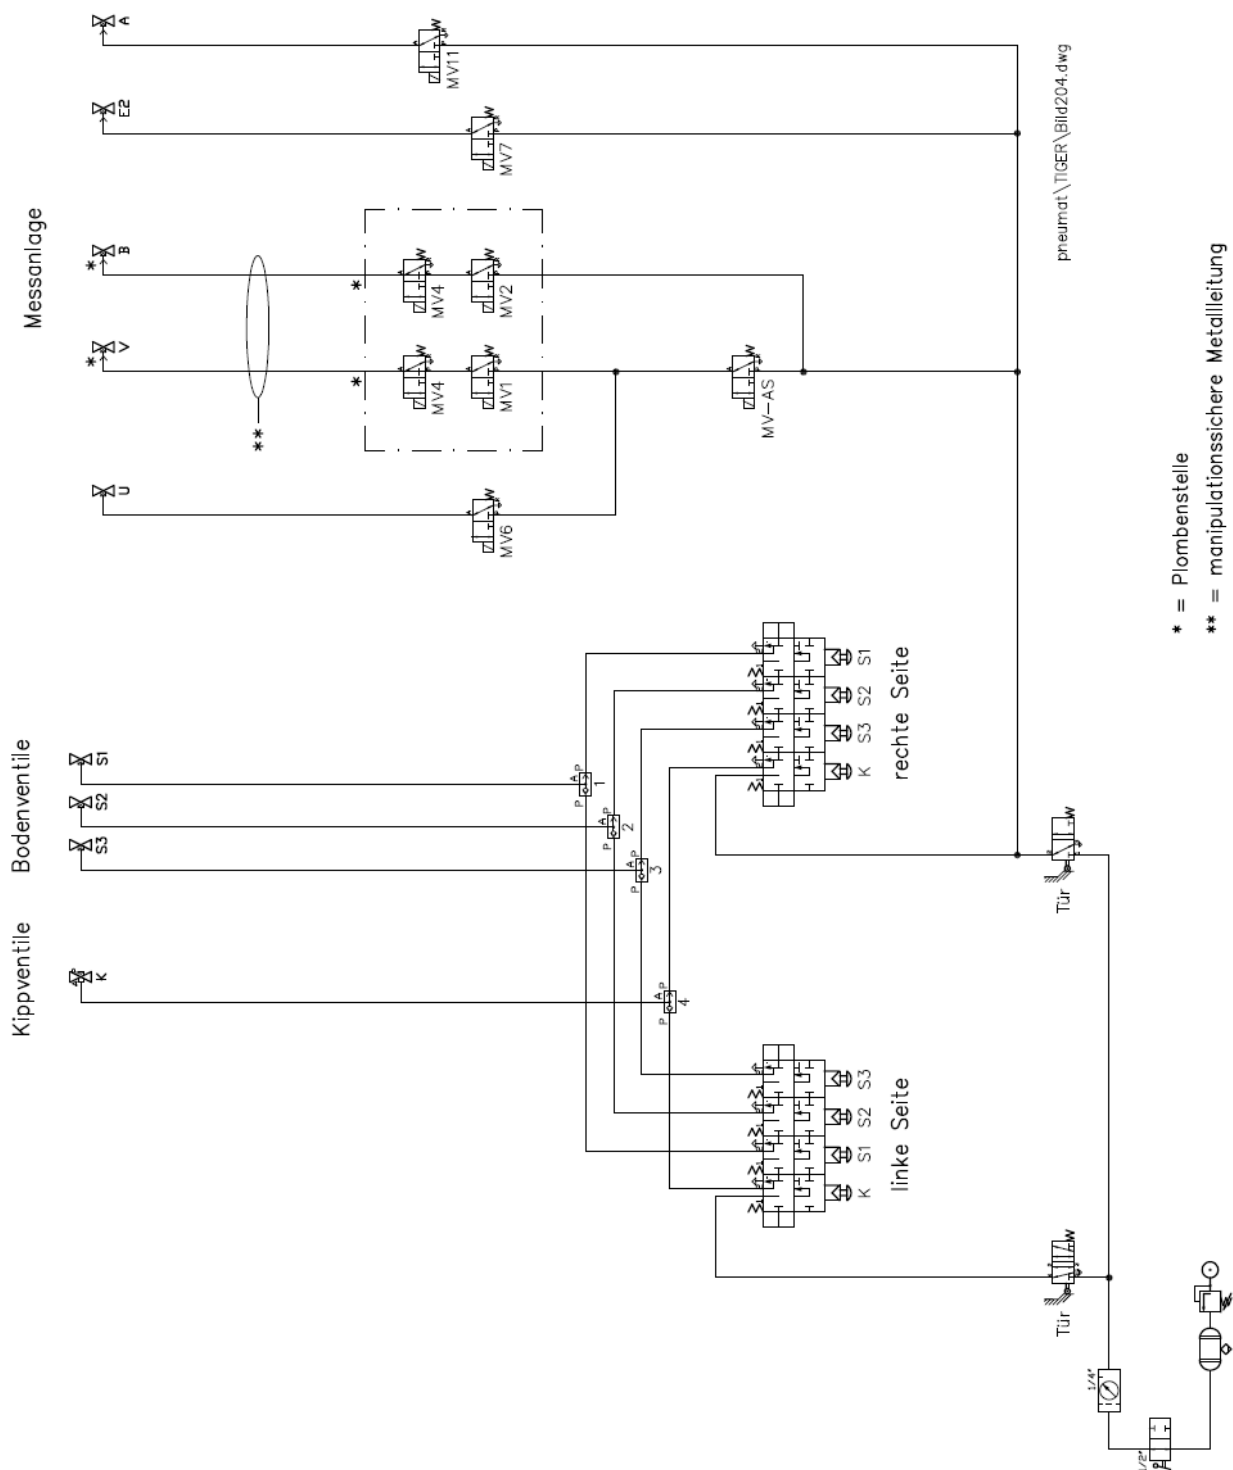 Kippventile
Bodenventile
Messanlage
K
S3
S2
S1
U
V
B
E2
A
*
*
**
*
*
MV4
MV4
MV1
MV2
MV6
MV7
MV11
MV-AS
P A P
1
P A P
2
P A P
3
P A P
4
K S1 S2 S3
linke Seite
K S3 S2 S1
rechte Seite
Tür
Tür
1/4"
1/2"
* = Plombenstelle
** = manipulationssichere Metallleitung
pneumat\TIGER\Bild204.dwg